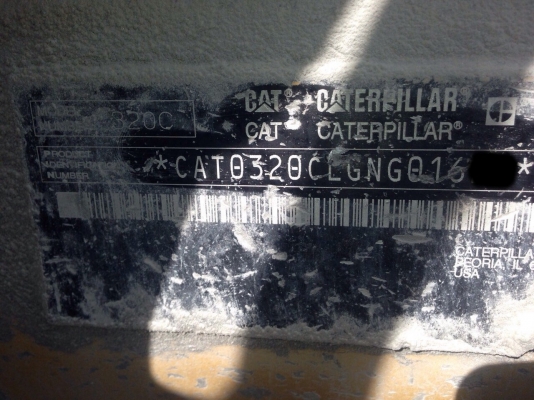 CAT® CATERPILLAR
320C CAT® CATERPILLAR®
PRODUCT
IDENTIFICATION
NUMBER
*CAT0320CLGNG016 *
CATERPILLA
PEORIA IL
USA